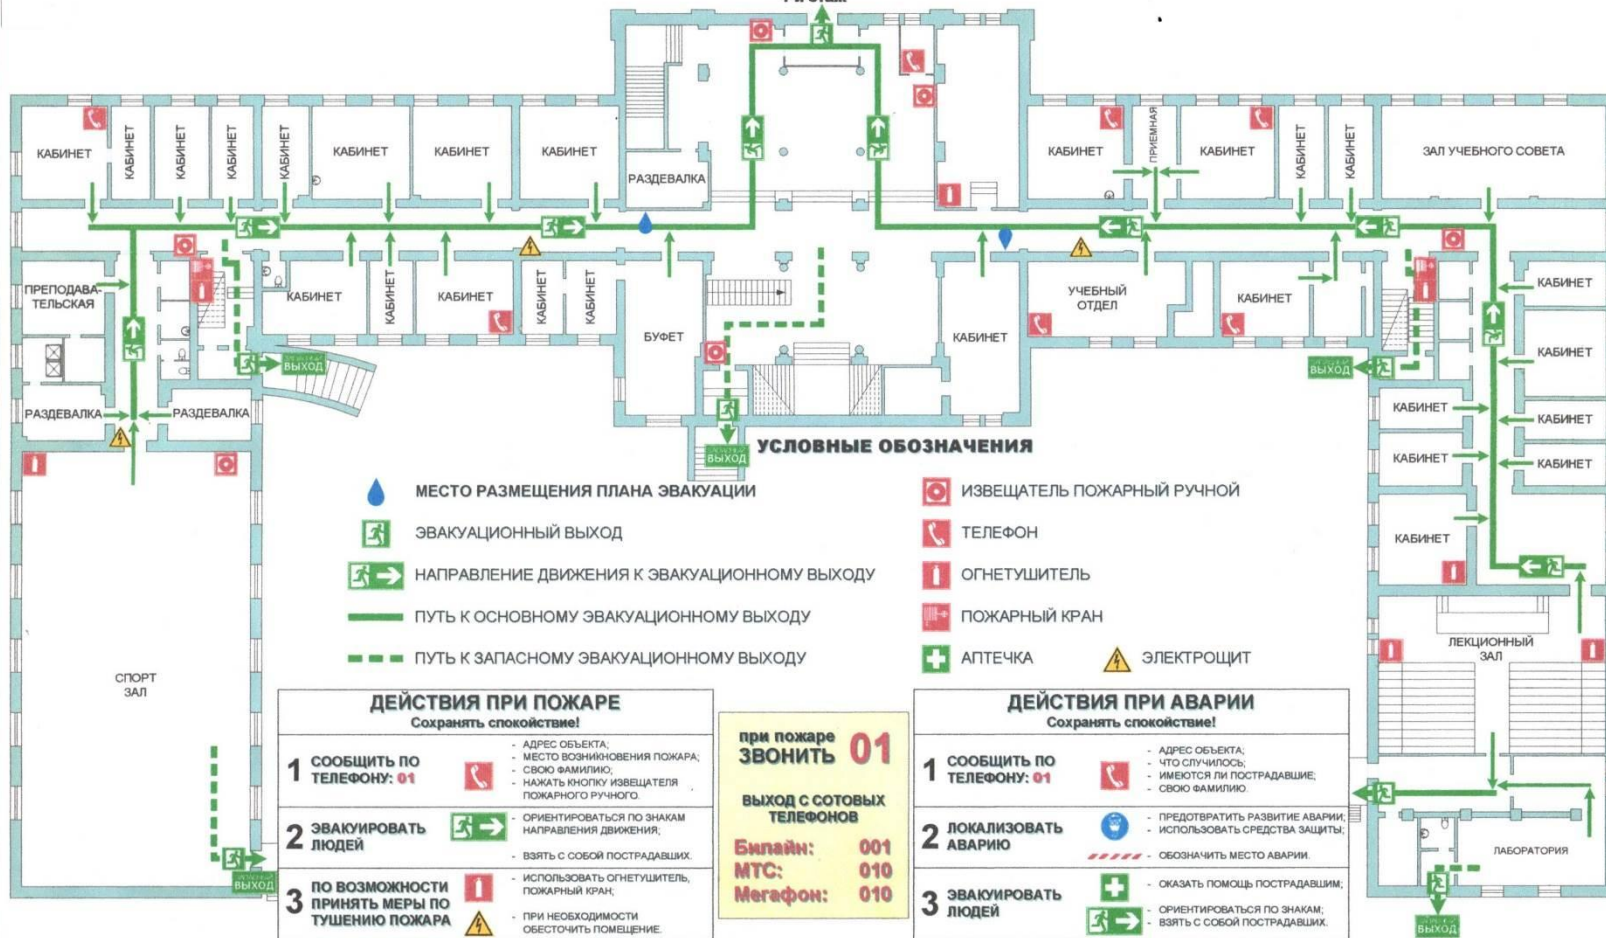 КАБИНЕТ
КАБИНЕТ
КАБИНЕТ
КАБИНЕТ
КАБИНЕТ
КАБИНЕТ
КАБИНЕТ
КАБИНЕТ
РАЗДЕВАЛКА
КАБИНЕТ
ПРИЕМНАЯ
КАБИНЕТ
КАБИНЕТ
КАБИНЕТ
ЗАЛ УЧЕБНОГО СОВЕТА
ПРЕПОДАВА-
ТЕЛЬСКАЯ
КАБИНЕТ
КАБИНЕТ
КАБИНЕТ
КАБИНЕТ
КАБИНЕТ
БУФЕТ
КАБИНЕТ
УЧЕБНЫЙ
ОТДЕЛ
КАБИНЕТ
КАБИНЕТ
КАБИНЕТ
ВЫХОД
ВЫХОД
РАЗДЕВАЛКА
РАЗДЕВАЛКА
КАБИНЕТ
КАБИНЕТ
КАБИНЕТ
КАБИНЕТ
КАБИНЕТ
ВЫХОД
УСЛОВНЫЕ ОБОЗНАЧЕНИЯ
МЕСТО РАЗМЕЩЕНИЯ ПЛАНА ЭВАКУАЦИИ
ЭВАКУАЦИОННЫЙ ВЫХОД
НАПРАВЛЕНИЕ ДВИЖЕНИЯ К ЭВАКУАЦИОННОМУ ВЫХОДУ
ПУТЬ К ОСНОВНОМУ ЭВАКУАЦИОННОМУ ВЫХОДУ
ПУТЬ К ЗАПАСНОМУ ЭВАКУАЦИОННОМУ ВЫХОДУ
ИЗВЕЩАТЕЛЬ ПОЖАРНЫЙ РУЧНОЙ
ТЕЛЕФОН
ОГНЕТУШИТЕЛЬ
ПОЖАРНЫЙ КРАН
АПТЕЧКА
ЭЛЕКТРОЩИТ
ЛЕКЦИОННЫЙ
ЗАЛ
СПОРТ
ЗАЛ
ВЫХОД
ДЕЙСТВИЯ ПРИ ПОЖАРЕ
Сохранять спокойствие!
1 СООБЩИТЬ ПО
ТЕЛЕФОНУ: 01
- АДРЕС ОБЪЕКТА;
- МЕСТО ВОЗНИКНОВЕНИЯ ПОЖАРА;
- СВОЮ ФАМИЛИЮ;
- НАЖАТЬ КНОПКУ ИЗВЕЩАТЕЛЯ
ПОЖАРНОГО РУЧНОГО.
2 ЭВАКУИРОВАТЬ
ЛЮДЕЙ
- ОРИЕНТИРОВАТЬСЯ ПО ЗНАКАМ
НАПРАВЛЕНИЯ ДВИЖЕНИЯ;
- ВЗЯТЬ С СОБОЙ ПОСТРАДАВШИХ.
3 ПО ВОЗМОЖНОСТИ
ПРИНЯТЬ МЕРЫ ПО
ТУШЕНИЮ ПОЖАРА
- ИСПОЛЬЗОВАТЬ ОГНЕТУШИТЕЛЬ,
ПОЖАРНЫЙ КРАН;
- ПРИ НЕОБХОДИМОСТИ
ОБЕСТОЧИТЬ ПОМЕЩЕНИЕ.
при пожаре
ЗВОНИТЬ 01
ВЫХОД С СОТОВЫХ
ТЕЛЕФОНОВ
Билайн: 001
МТС: 010
Мегафон: 010
ДЕЙСТВИЯ ПРИ АВАРИИ
Сохранять спокойствие!
1 СООБЩИТЬ ПО
ТЕЛЕФОНУ: 01
- АДРЕС ОБЪЕКТА;
- ЧТО СЛУЧИЛОСЬ;
- ИМЕЮТСЯ ЛИ ПОСТРАДАВШИЕ;
- СВОЮ ФАМИЛИЮ.
2 ЛОКАЛИЗОВАТЬ
АВАРИЮ
- ПРЕДОТВРАТИТЬ РАЗВИТИЕ АВАРИИ;
- ИСПОЛЬЗОВАТЬ СРЕДСТВА ЗАЩИТЫ;
- ОБОЗНАЧИТЬ МЕСТО АВАРИИ.
3 ЭВАКУИРОВАТЬ
ЛЮДЕЙ
- ОКАЗАТЬ ПОМОЩЬ ПОСТРАДАВШИМ;
- ОРИЕНТИРОВАТЬСЯ ПО ЗНАКАМ;
- ВЗЯТЬ С СОБОЙ ПОСТРАДАВШИХ.
ЛАБОРАТОРИЯ
ВЫХОД